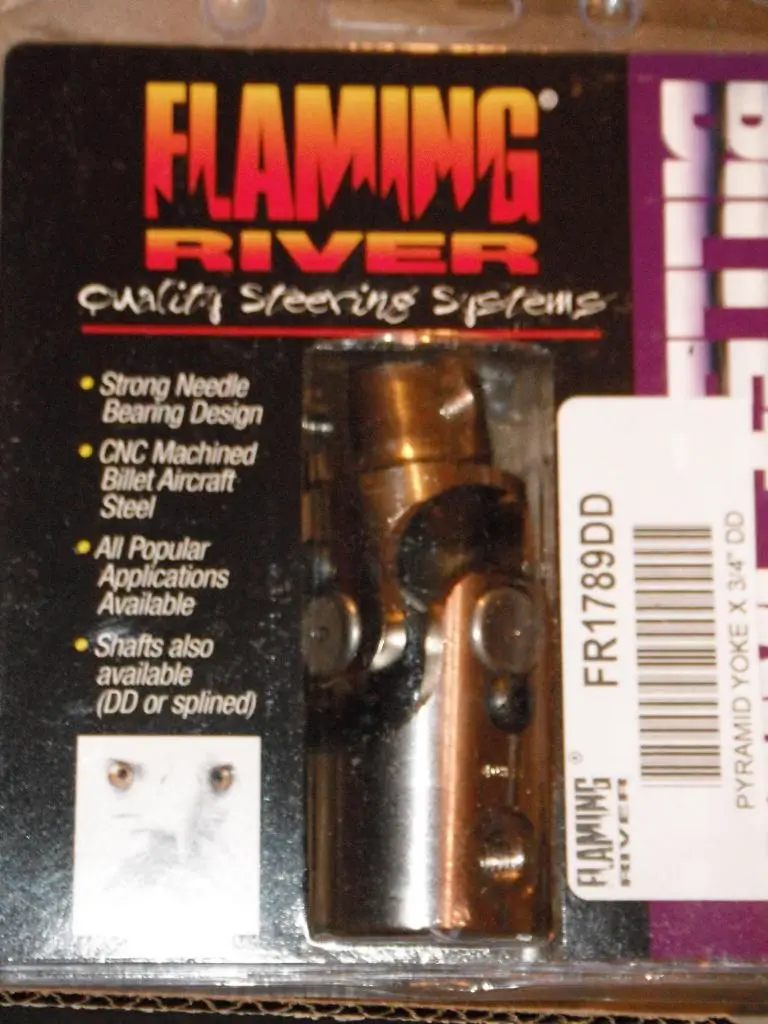 FLAMING®
RIVER
Quality Steering Systems
• Strong Needle
Bearing Design
• CNC Machined
Billet Aircraft
Steel
• All Popular
Applications
Available
• Shafts also
available
(DD or splined)
FLAMING®
RIVER
FR1789DD
PYRAMID YOKE X 3/4" DD